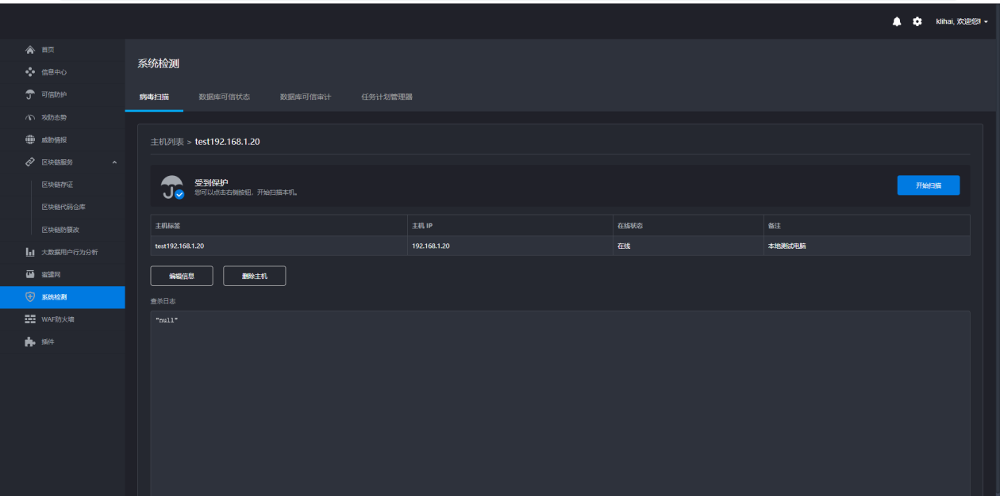 klihai, 欢迎您!
首页
信息中心
可信防护
攻防态势
威胁情报
区块链服务
区块链存证
区块链代码仓库
区块链防篡改
大数据用户行为分析
蜜罐网
系统检测
WAF防火墙
插件
系统检测
病毒扫描 数据库可信状态 数据库可信审计 任务计划管理器
主机列表 > test192.168.1.20
受到保护
您可以点击右侧按钮，开始扫描本机。
开始扫描
主机标签 主机 IP 在线状态 备注
test192.168.1.20 192.168.1.20 在线 本地测试电脑
编辑信息 删除主机
查杀日志
"null"